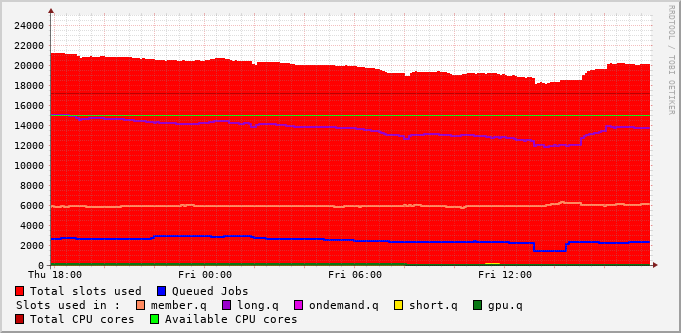 RRDTOOL / TOBI OETIKER
24000
22000
20000
18000
16000
14000
12000
10000
8000
6000
4000
2000
0
Thu 18:00 Fri 00:00 Fri 06:00 Fri 12:00
Total slots used Queued Jobs
Slots used in : member.q long.q ondemand.q short.q gpu.q
Total CPU cores Available CPU cores